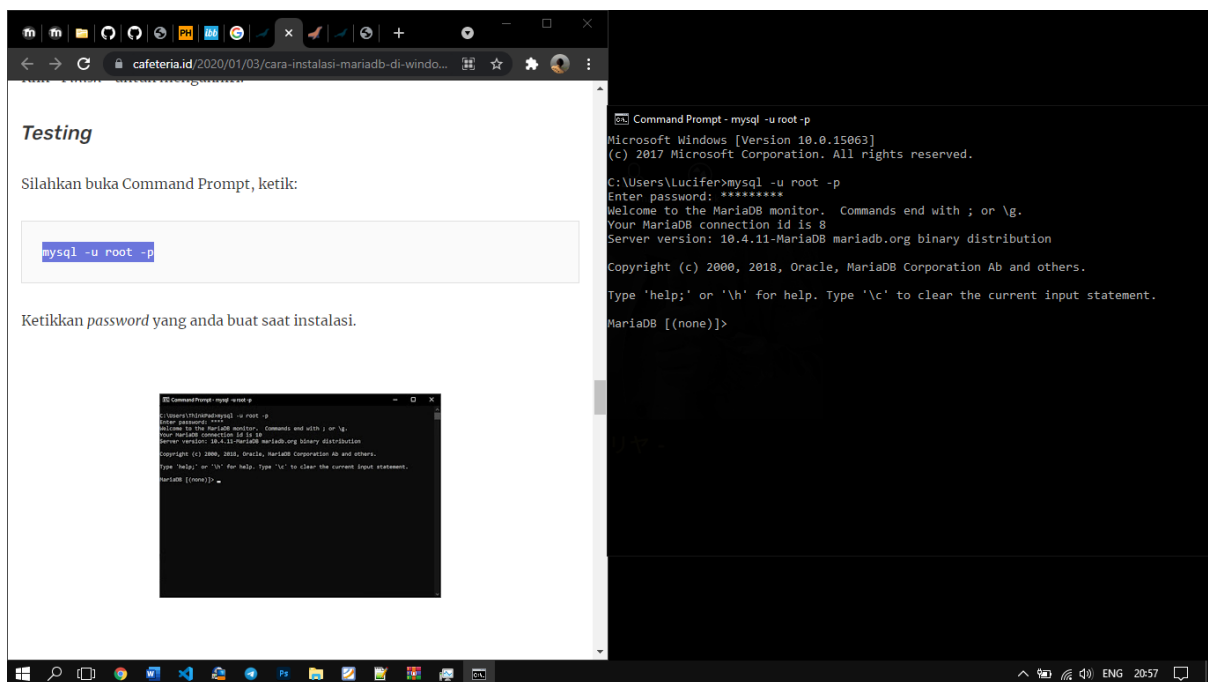 PH
ibb
cafeteria.id/2020/01/03/cara-instalasi-mariadb-di-windo...
Testing
Silahkan buka Command Prompt, ketik:
mysql -u root -p
Ketikkan password yang anda buat saat instalasi.
Command Prompt - mysql -u root -p
C:\Users\ThinkPad>mysql -u root -p
Enter password: ****
Welcome to the MariaDB monitor.  Commands end with ; or \g.
Your MariaDB connection id is 10
Server version: 10.4.11-MariaDB mariadb.org binary distribution
Copyright (c) 2000, 2018, Oracle, MariaDB Corporation Ab and others.
Type 'help;' or '\h' for help. Type '\c' to clear the current input statement.
MariaDB [(none)]> _
Command Prompt - mysql -u root -p
Microsoft Windows [Version 10.0.15063]
(c) 2017 Microsoft Corporation. All rights reserved.
C:\Users\Lucifer>mysql -u root -p
Enter password: *********
Welcome to the MariaDB monitor.  Commands end with ; or \g.
Your MariaDB connection id is 8
Server version: 10.4.11-MariaDB mariadb.org binary distribution
Copyright (c) 2000, 2018, Oracle, MariaDB Corporation Ab and others.
Type 'help;' or '\h' for help. Type '\c' to clear the current input statement.
MariaDB [(none)]>
ENG 20:57